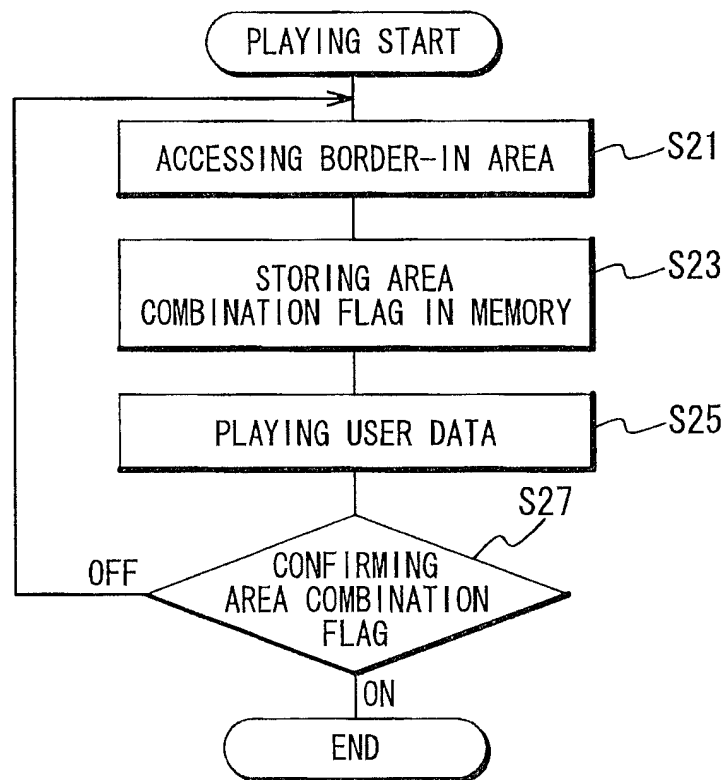 PLAYING START
ACCESSING BORDER-IN AREA
S21
STORING AREA
COMBINATION FLAG IN MEMORY
S23
PLAYING USER DATA
S25
S27
OFF
CONFIRMING
AREA COMBINATION
FLAG
ON
END